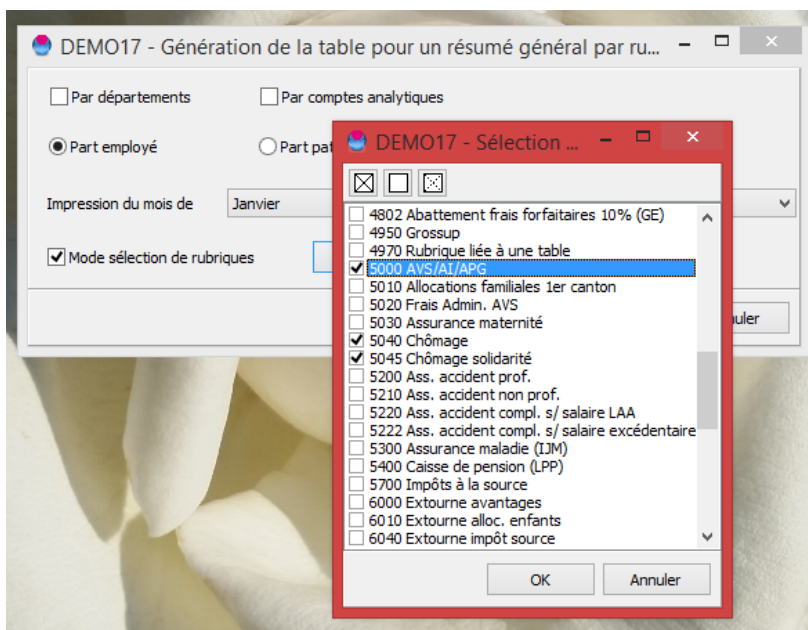 DEMO17 - Génération de la table pour un résumé général par ru...
Par départements
Par comptes analytiques
Part employé
Part pat
Impression du mois de
Janvier
Mode sélection de rubriques
uler
DEMO17 - Sélection ...
4802 Abattement frais forfaitaires 10% (GE)
4950 Grossup
4970 Rubrique liée à une table
5000 AVS/AI/APG
5010 Allocations familiales 1er canton
5020 Frais Admin. AVS
5030 Assurance maternité
5040 Chômage
5045 Chômage solidarité
5200 Ass. accident prof.
5210 Ass. accident non prof.
5220 Ass. accident compl. s/ salaire LAA
5222 Ass. accident compl. s/ salaire excédentaire
5300 Assurance maladie (IJM)
5400 Caisse de pension (LPP)
5700 Impôts à la source
6000 Extourne avantages
6010 Extourne alloc. enfants
6040 Extourne impôt source
OK
Annuler